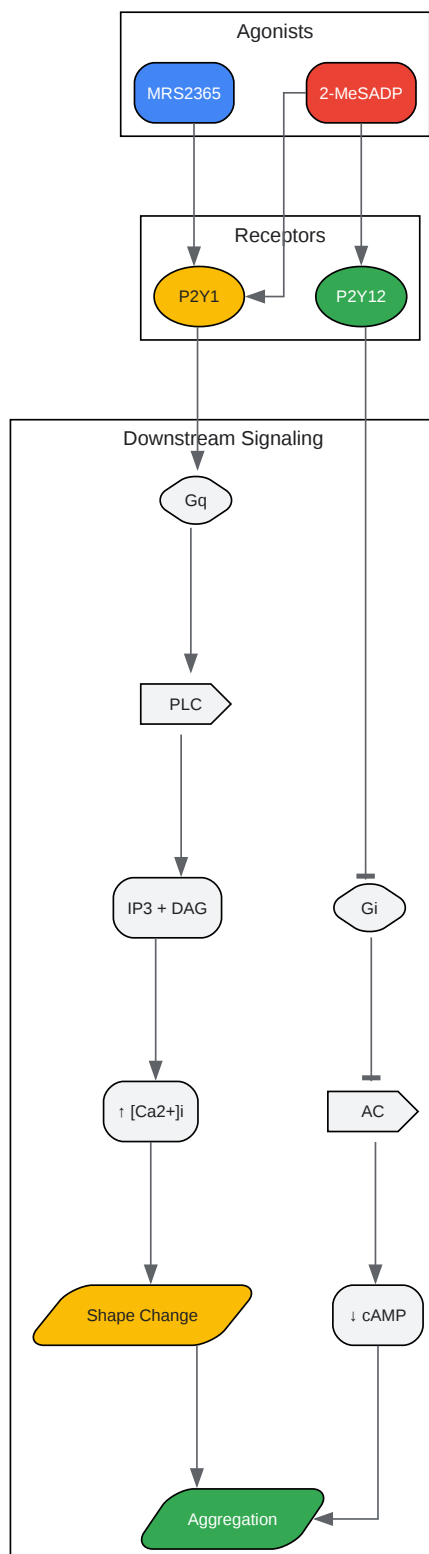 Agonists
MRS2365
2-MeSADP
Receptors
P2Y1
P2Y12
Downstream Signaling
Gq
PLC
IP3 + DAG
Gi
↑ [Ca2+]i
AC
Shape Change
↓ cAMP
Aggregation